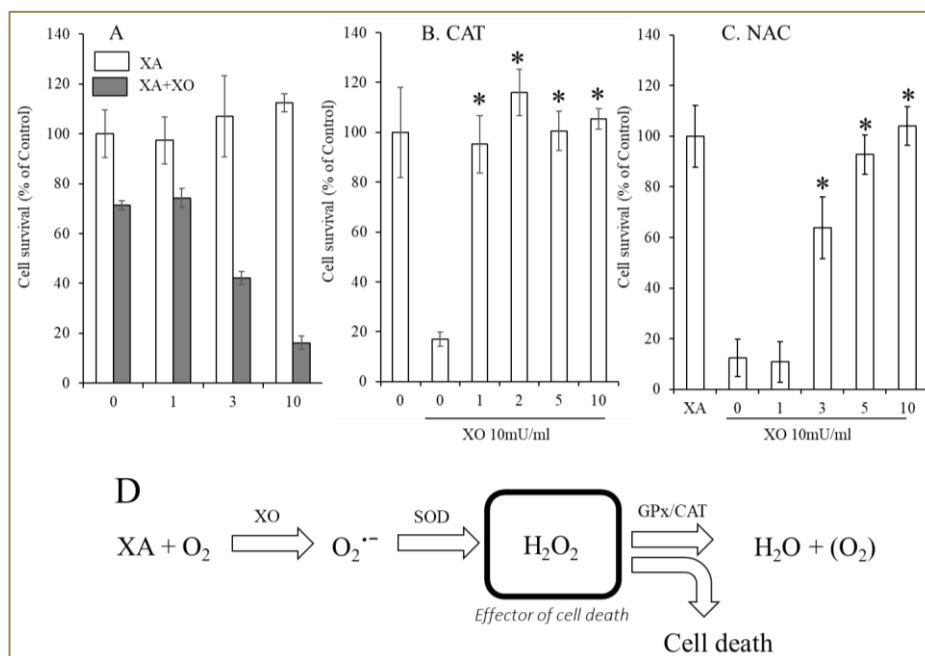 A
XA
XA+XO
Cell survival (% of Control)
140
120
100
80
60
40
20
0
0 1 3 10
B. CAT
Cell survival (% of Control)
140
120
100
80
60
40
20
0
* * * *
0 0 1 2 5 10
XO 10mU/ml
C. NAC
Cell survival (% of Control)
140
120
100
80
60
40
20
0
* * *
XA 0 1 3 5 10
XO 10mU/ml
D
XA + O₂ XO O₂•⁻ SOD H₂O₂ GPx/CAT H₂O + (O₂)
Effector of cell death
Cell death